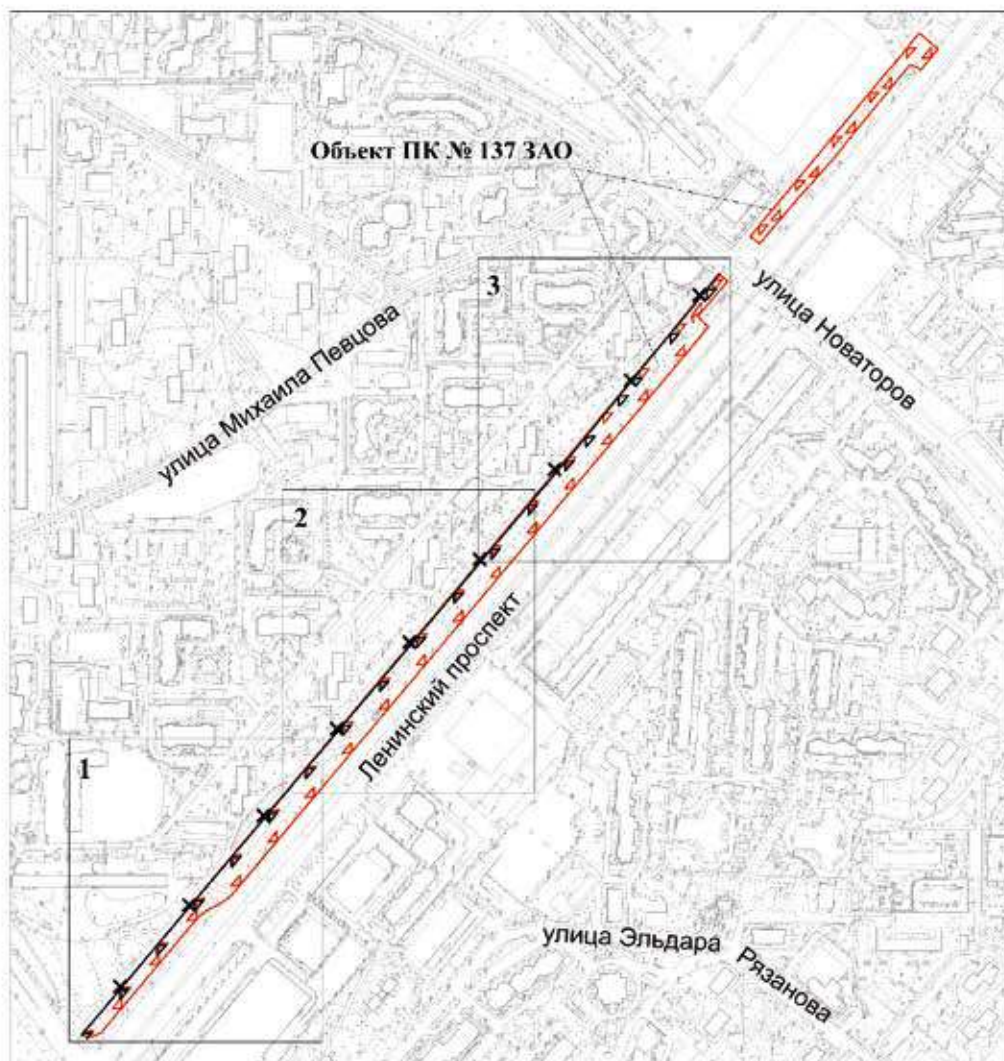 Объект ПК № 137 ЗАО
3
улица Новаторов
улица Михаила Певцова
2
Ленинский проспект
1
улица Эльдара Рязанова